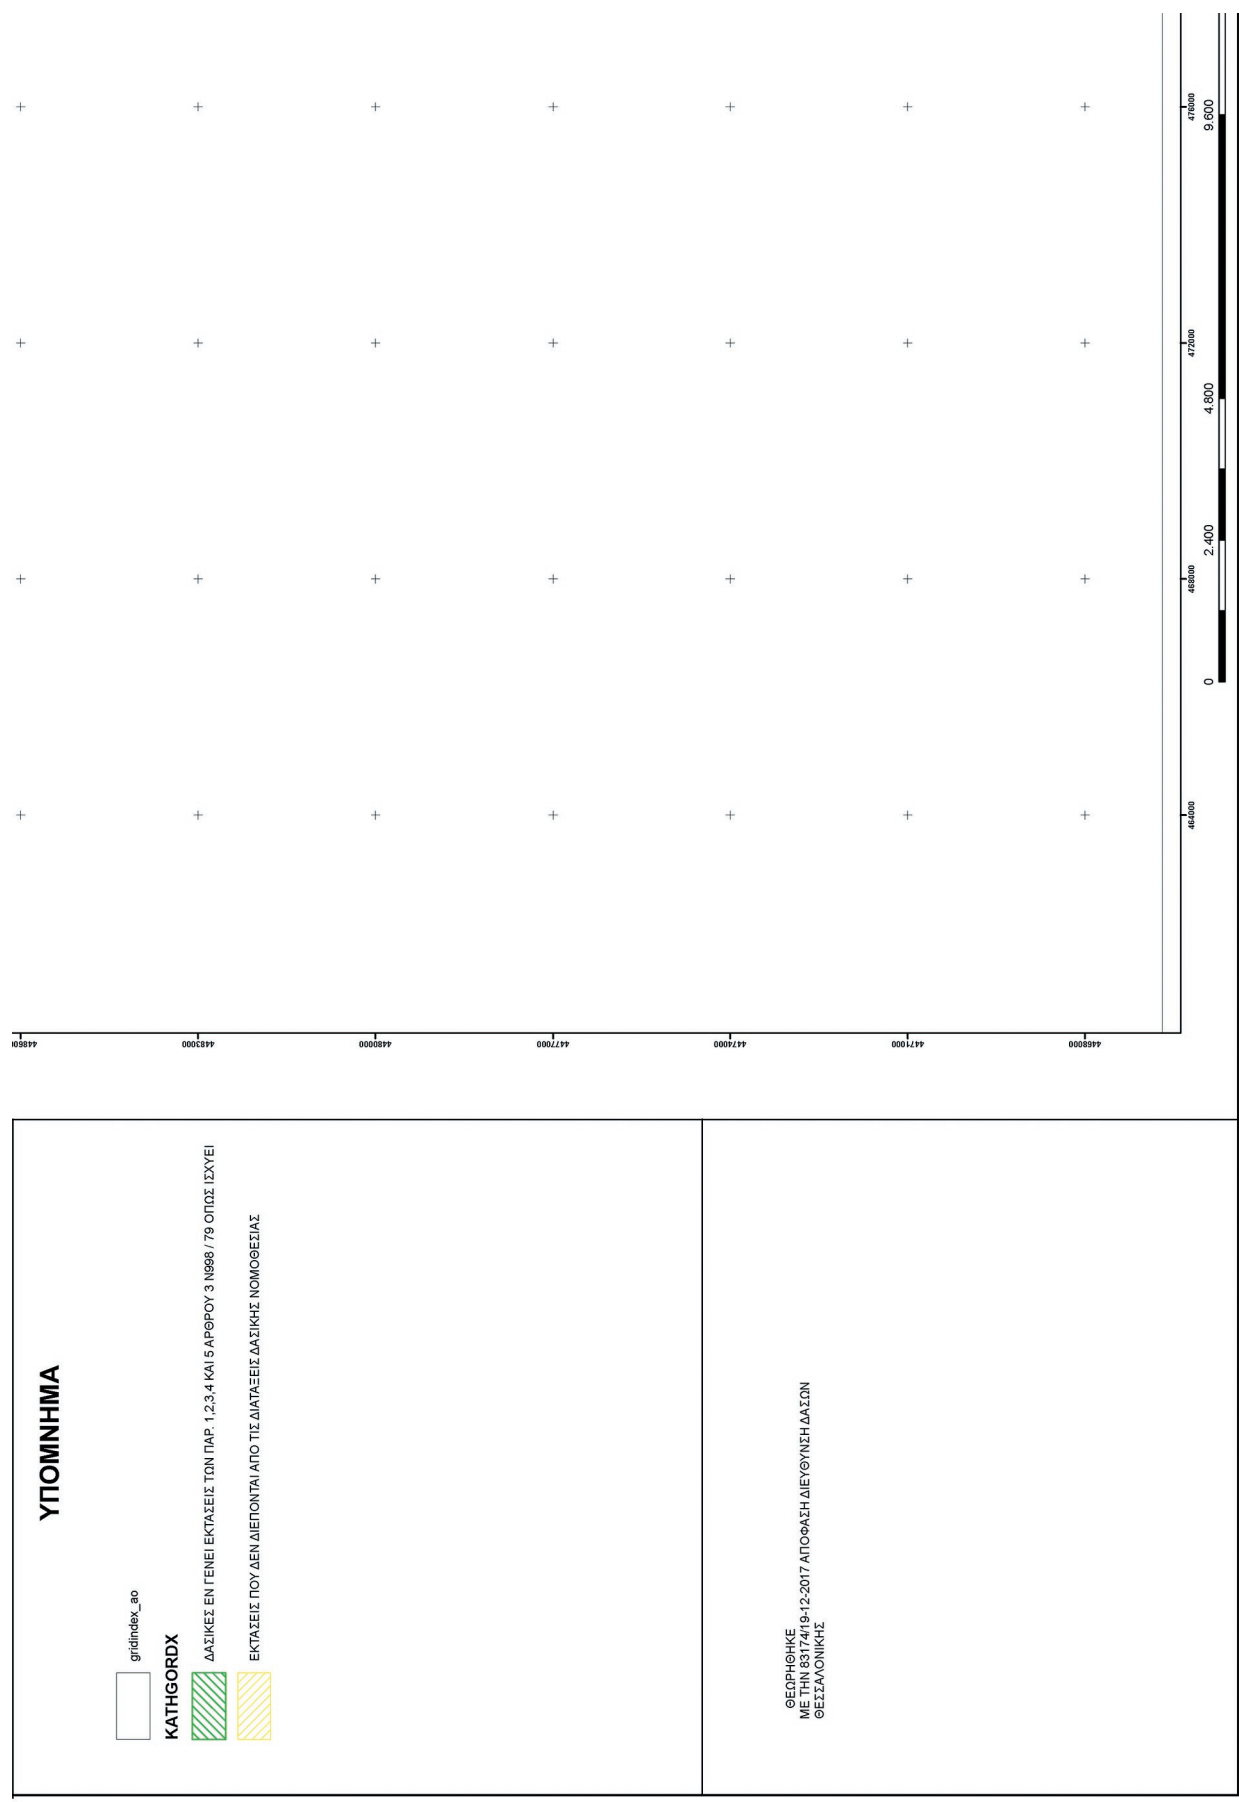 ΥΠΟΜΝΗΜΑ
gridindex_ao
KATHGORDX
ΔΑΣΙΚΕΣ ΕΝ ΓΕΝΕΙ ΕΚΤΑΣΕΙΣ ΤΩΝ ΠΑΡ. 1,2,3,4 ΚΑΙ 5 ΑΡΘΡΟΥ 3 Ν998 / 79 ΟΠΩΣ ΙΣΧΥΕΙ
ΕΚΤΑΣΕΙΣ ΠΟΥ ΔΕΝ ΔΙΕΠΟΝΤΑΙ ΑΠΟ ΤΙΣ ΔΙΑΤΑΞΕΙΣ ΔΑΣΙΚΗΣ ΝΟΜΟΘΕΣΙΑΣ
ΘΕΩΡΗΘΗΚΕ
ΜΕ ΤΗΝ 83174/19-12-2017 ΑΠΟΦΑΣΗ ΔΙΕΥΘΥΝΣΗ ΔΑΣΩΝ
ΘΕΣΣΑΛΟΝΙΚΗΣ
4483000
4480000
4477000
4474000
4471000
4468000
464000
468000
472000
476000
0
2.400
4.800
9.600